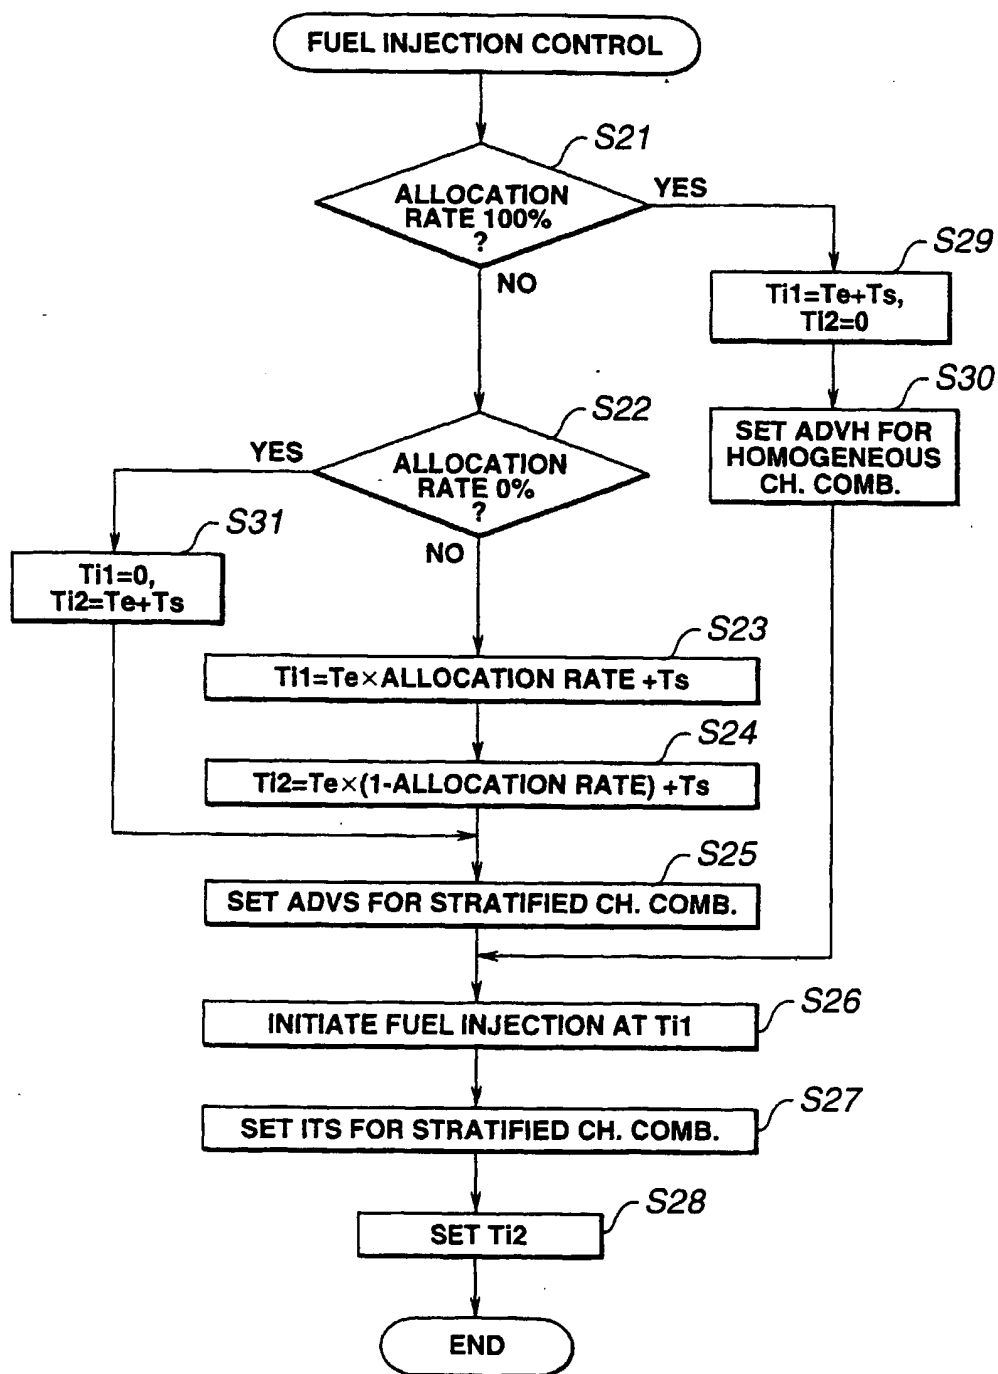 FUEL INJECTION CONTROL
S21
ALLOCATION
RATE 100%
?
YES
NO
S29
Ti1=Te+Ts,
Ti2=0
S30
SET ADVH FOR
HOMOGENEOUS
CH. COMB.
S22
ALLOCATION
RATE 0%
?
YES
NO
S31
Ti1=0,
Ti2=Te+Ts
S23
Ti1=Te×ALLOCATION RATE +Ts
S24
Ti2=Te×(1-ALLOCATION RATE) +Ts
S25
SET ADVS FOR STRATIFIED CH. COMB.
S26
INITIATE FUEL INJECTION AT Ti1
S27
SET ITS FOR STRATIFIED CH. COMB.
S28
SET Ti2
END